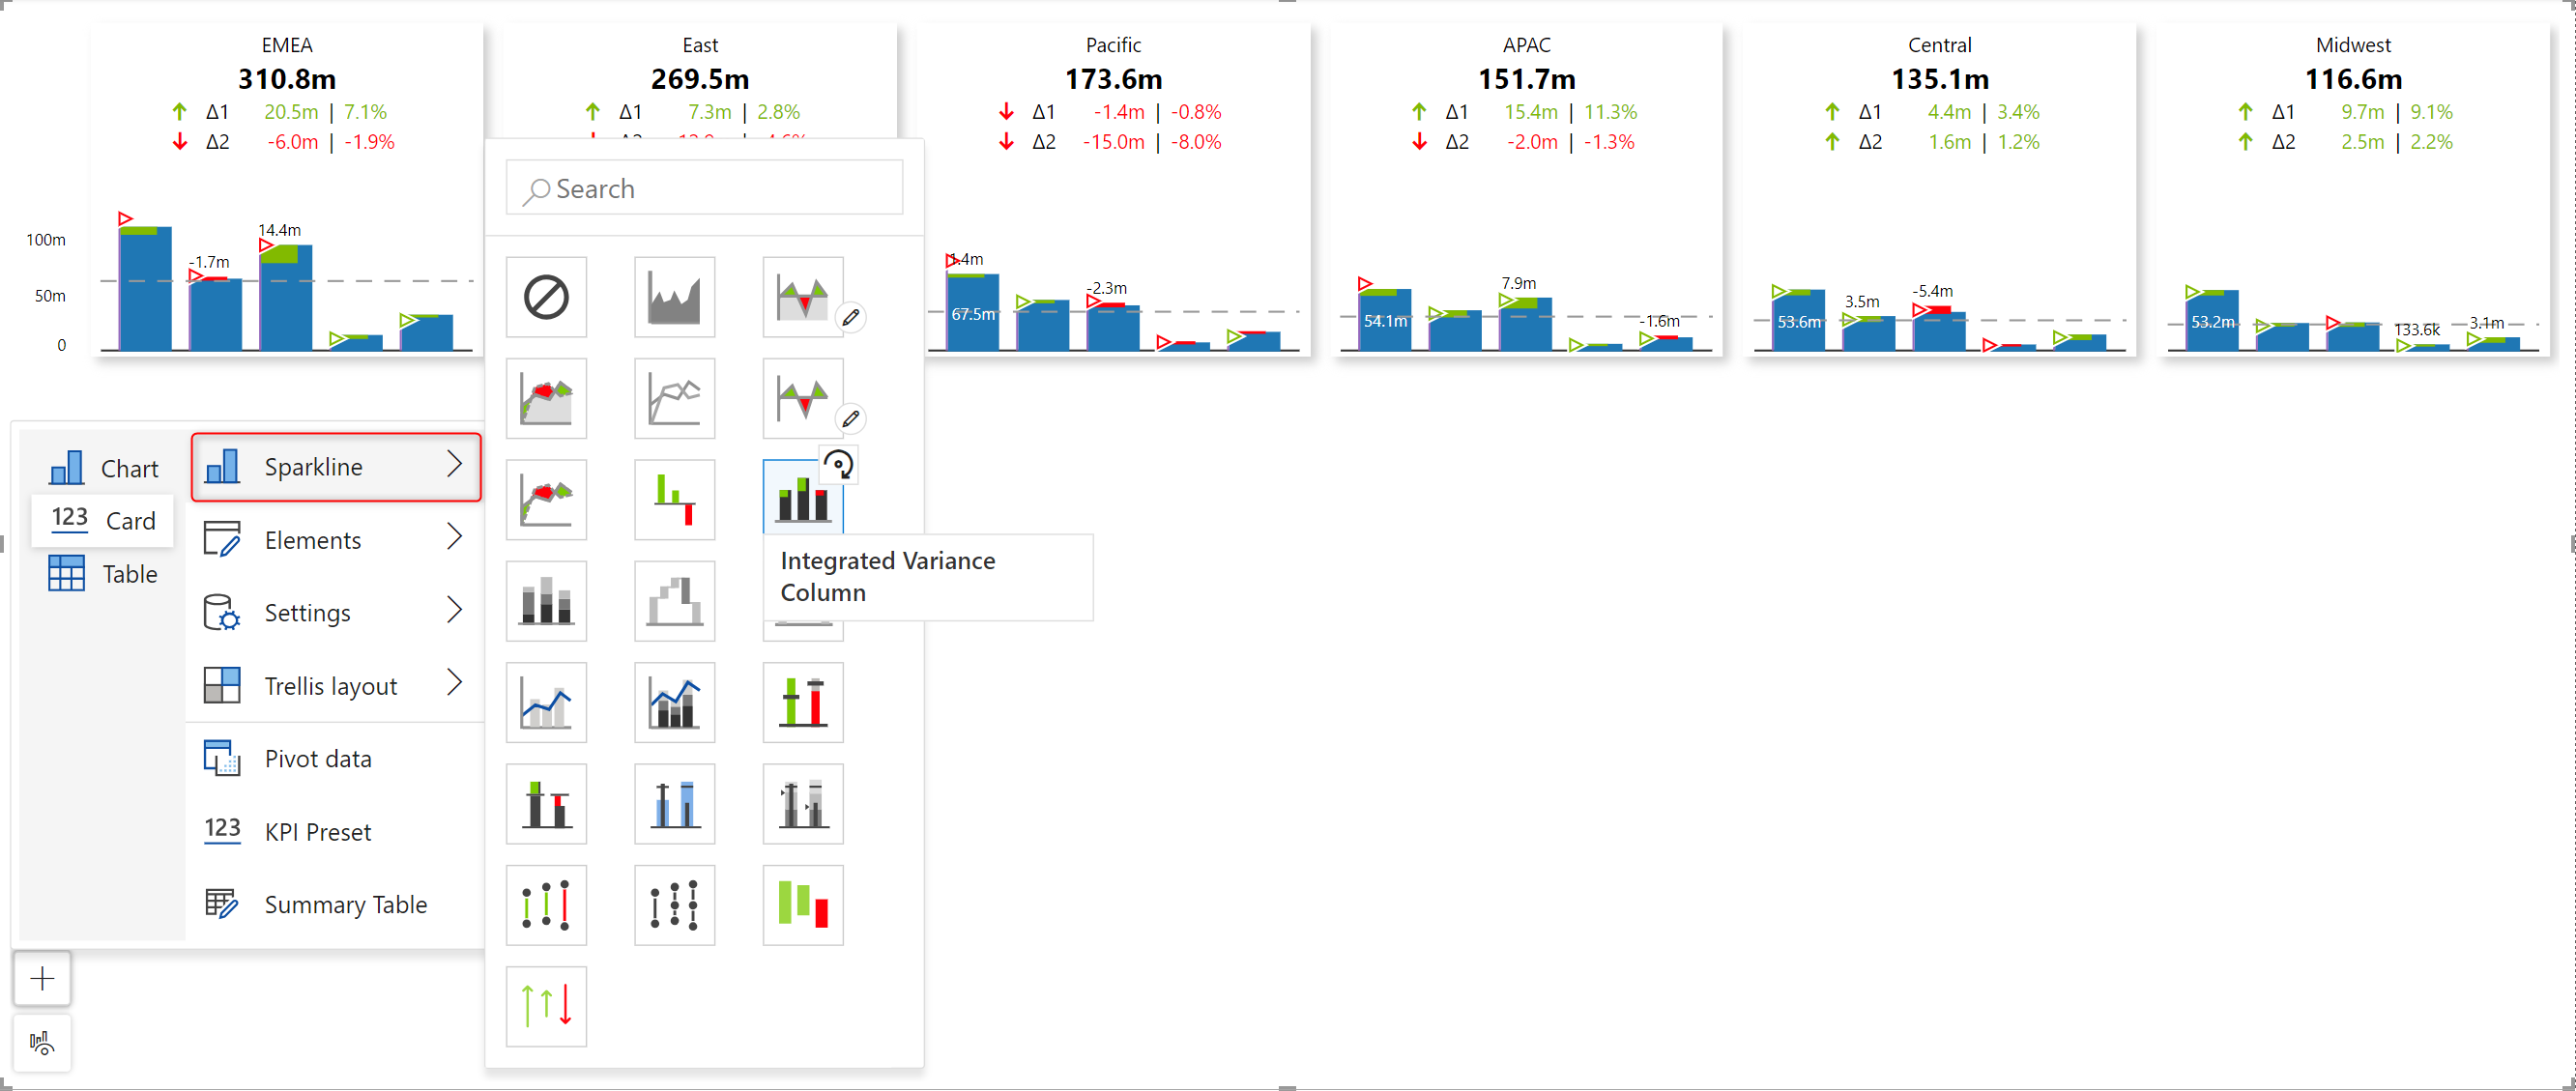 EMEA
310.8m
Δ1 20.5m | 7.1%
Δ2 -6.0m | -1.9%
East
269.5m
Δ1 7.3m | 2.8%
Pacific
173.6m
Δ1 -1.4m | -0.8%
Δ2 -15.0m | -8.0%
APAC
151.7m
Δ1 15.4m | 11.3%
Δ2 -2.0m | -1.3%
Central
135.1m
Δ1 4.4m | 3.4%
Δ2 1.6m | 1.2%
Midwest
116.6m
Δ1 9.7m | 9.1%
Δ2 2.5m | 2.2%
100m
50m
0
-1.7m
14.4m
67.5m
-2.3m
54.1m
7.9m
-1.6m
53.6m
3.5m
-5.4m
53.2m
133.6k
3.1m
Search
Chart
123 Card
Table
Sparkline
Elements
Settings
Trellis layout
Pivot data
123 KPI Preset
Summary Table
Integrated Variance
Column